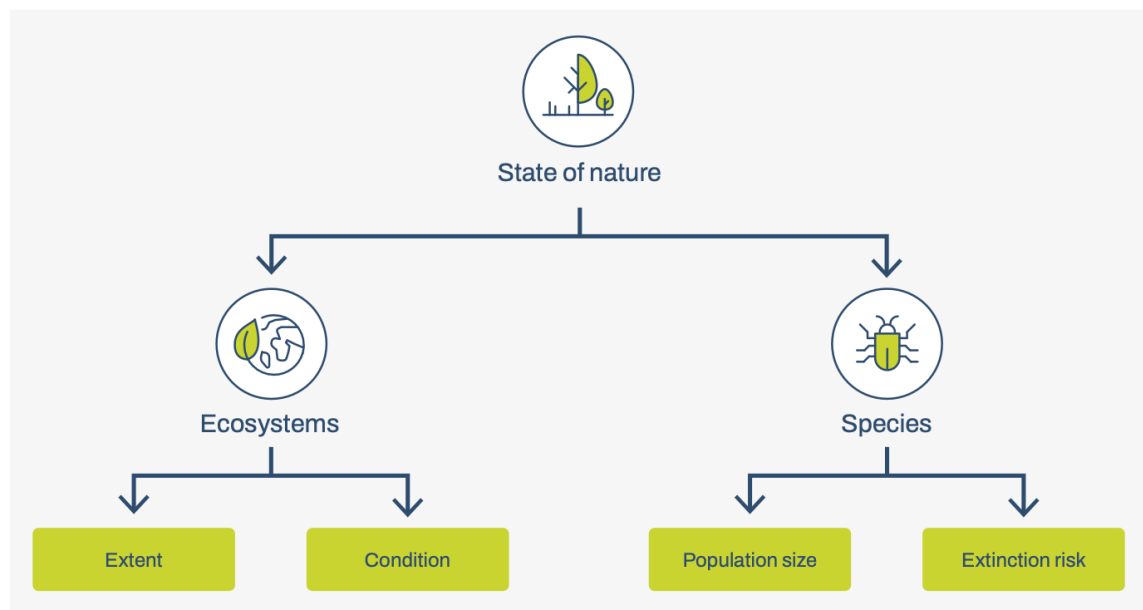 State of nature
Ecosystems
Species
Extent
Condition
Population size
Extinction risk